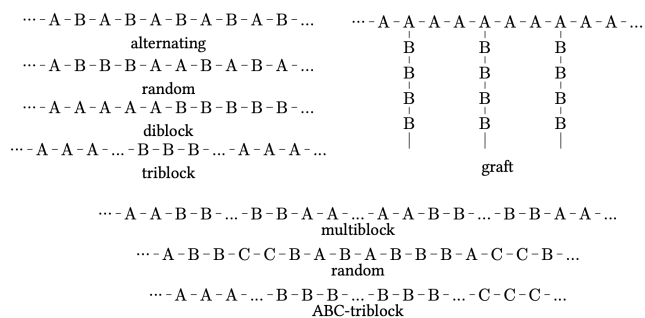 ··· - A - B - A - B - A - B - A - B - A - B - ...
alternating
··· - A - B - B - B - A - A - B - A - B - A - ...
random
··· - A - A - A - A - A - B - B - B - B - B - ...
diblock
··· - A - A - A - ... - B - B - B - ... - A - A - A - ...
triblock
··· - A - A - A - A - A - A - A - A - A - A - ...
B B B
B B B
B B B
B B B
graft
··· - A - A - B - B - ... - B - B - A - A - ... - A - A - B - B - ... - B - B - A - A - ...
multiblock
··· - A - B - B - C - C - B - A - B - A - B - B - B - A - C - C - B - ...
random
··· - A - A - A - ... - B - B - B - ... - B - B - B - ... - C - C - C - ...
ABC-triblock